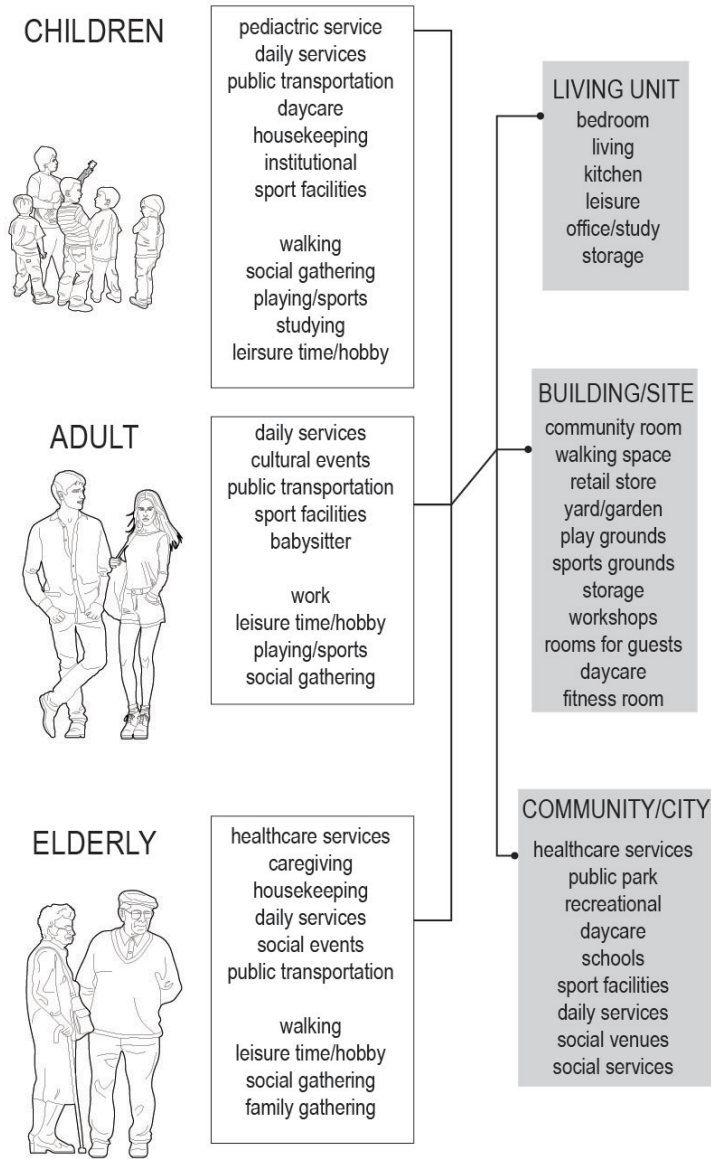 CHILDREN
pediactric service
daily services
public transportation
daycare
housekeeping
institutional
sport facilities
walking
social gathering
playing/sports
studying
leirsure time/hobby
ADULT
daily services
cultural events
public transportation
sport facilities
babysitter
work
leisure time/hobby
playing/sports
social gathering
ELDERLY
healthcare services
caregiving
housekeeping
daily services
social events
public transportation
walking
leisure time/hobby
social gathering
family gathering
LIVING UNIT
bedroom
living
kitchen
leisure
office/study
storage
BUILDING/SITE
community room
walking space
retail store
yard/garden
play grounds
sports grounds
storage
workshops
rooms for guests
daycare
fitness room
COMMUNITY/CITY
healthcare services
public park
recreational
daycare
schools
sport facilities
daily services
social venues
social services